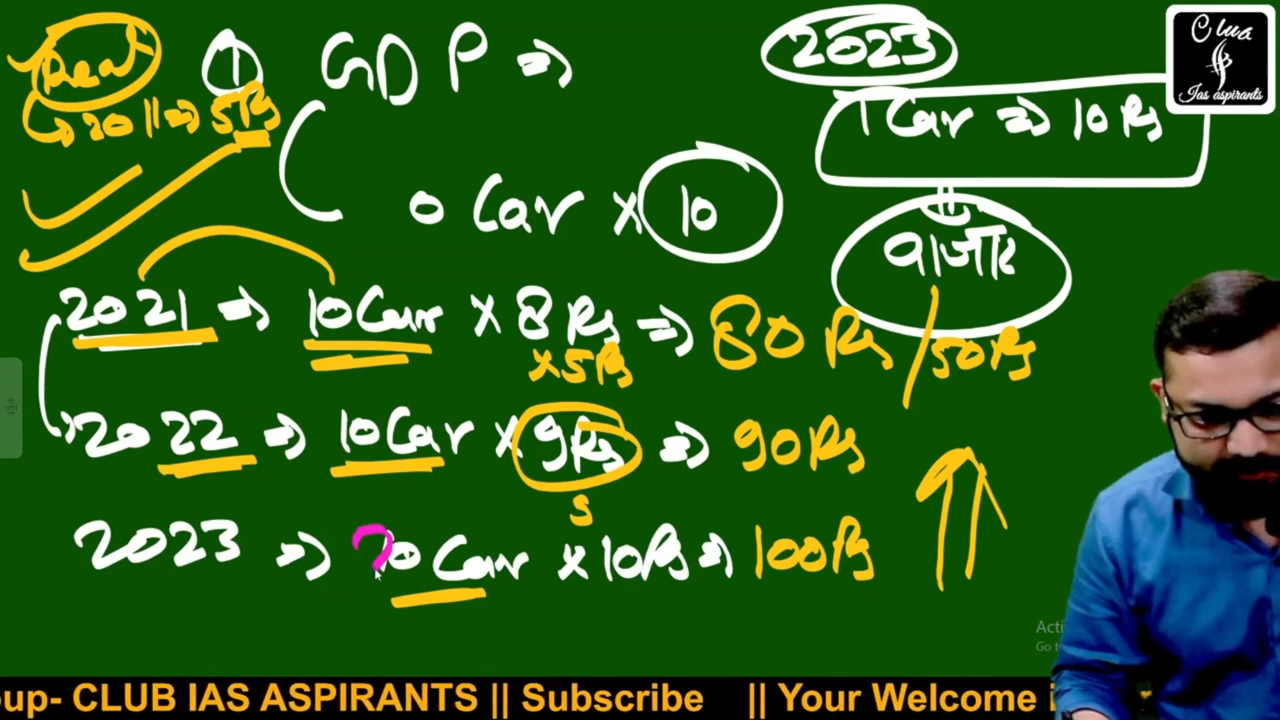 Real ① GDP ⇒
2023
Club
Ias aspirants
↳ 2011 ⇒ 5Rs
1 Car ⇒ 10 Rs
0 Car × 10
बाजार
2021 ⇒ 10 Car × 8 Rs ⇒ 80 Rs / 50 Rs
× 5 Rs
2022 ⇒ 10 Car × 9 Rs ⇒ 90 Rs
5
2023 ⇒ 20 Car × 10 Rs ⇒ 100 Rs
oup- CLUB IAS ASPIRANTS || Subscribe || Your Welcome i